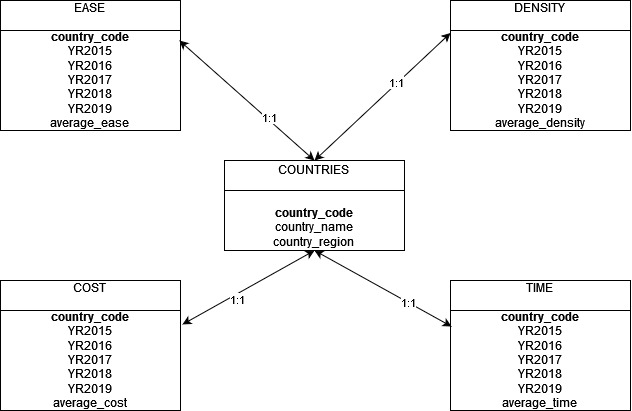 EASE
country_code
YR2015
YR2016
YR2017
YR2018
YR2019
average_ease
DENSITY
country_code
YR2015
YR2016
YR2017
YR2018
YR2019
average_density
1:1
1:1
COUNTRIES
country_code
country_name
country_region
1:1
1:1
COST
country_code
YR2015
YR2016
YR2017
YR2018
YR2019
average_cost
TIME
country_code
YR2015
YR2016
YR2017
YR2018
YR2019
average_time